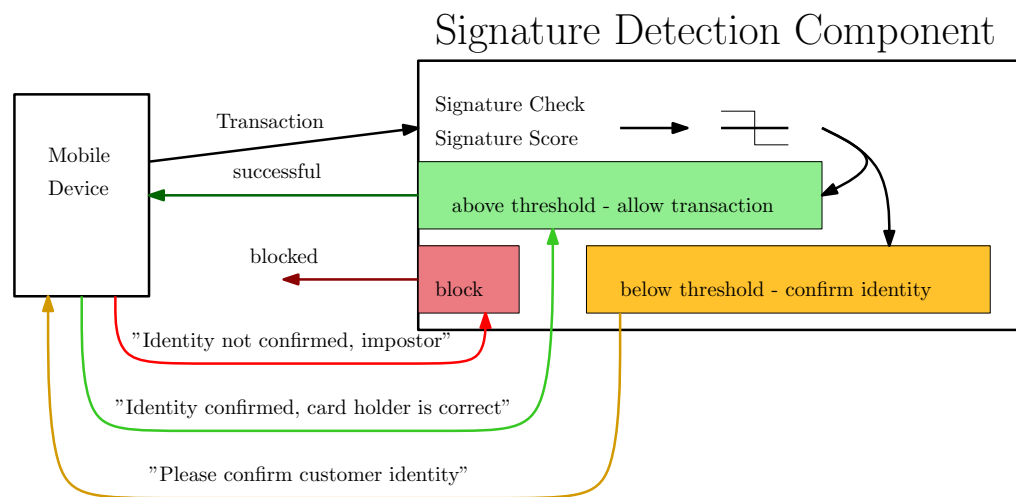 Signature Detection Component
Signature Check
Transaction
Signature Score
Mobile
Device
successful
above threshold - allow transaction
blocked
block
below threshold - confirm identity
"Identity not confirmed, impostor"
"Identity confirmed, card holder is correct"
"Please confirm customer identity"